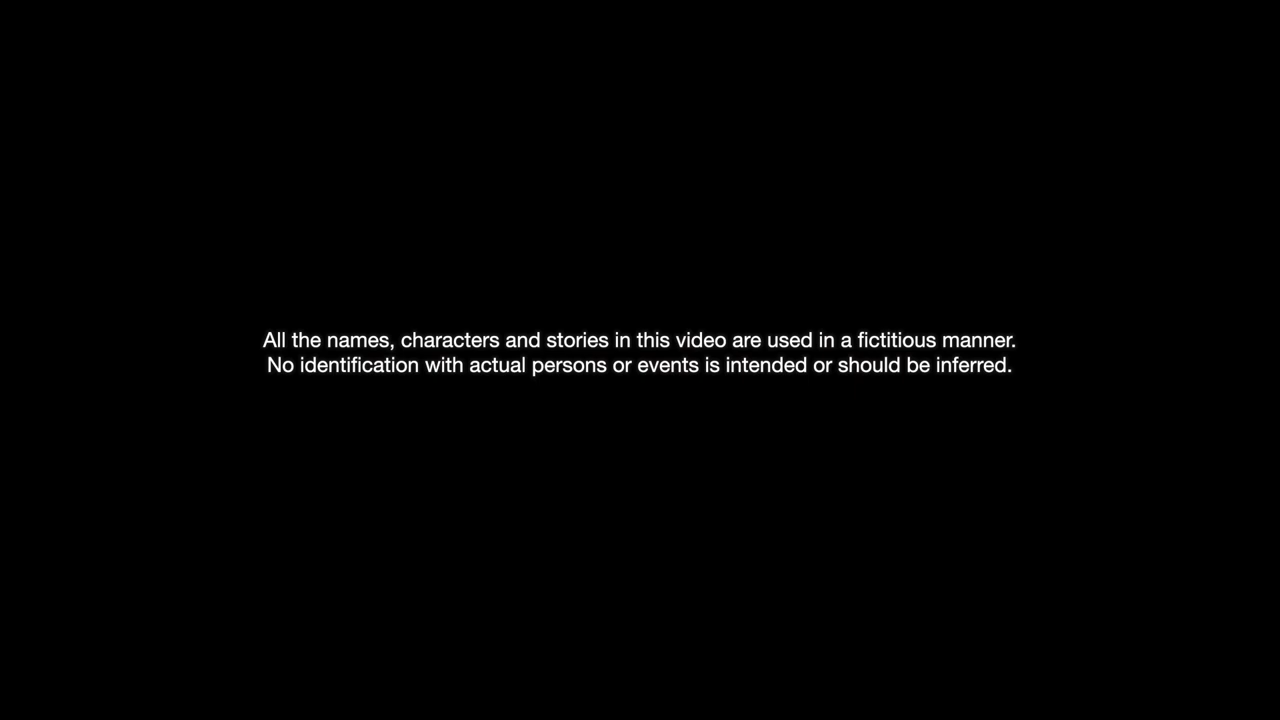 All the names, characters and stories in this video are used in a fictitious manner.
No identification with actual persons or events is intended or should be inferred.